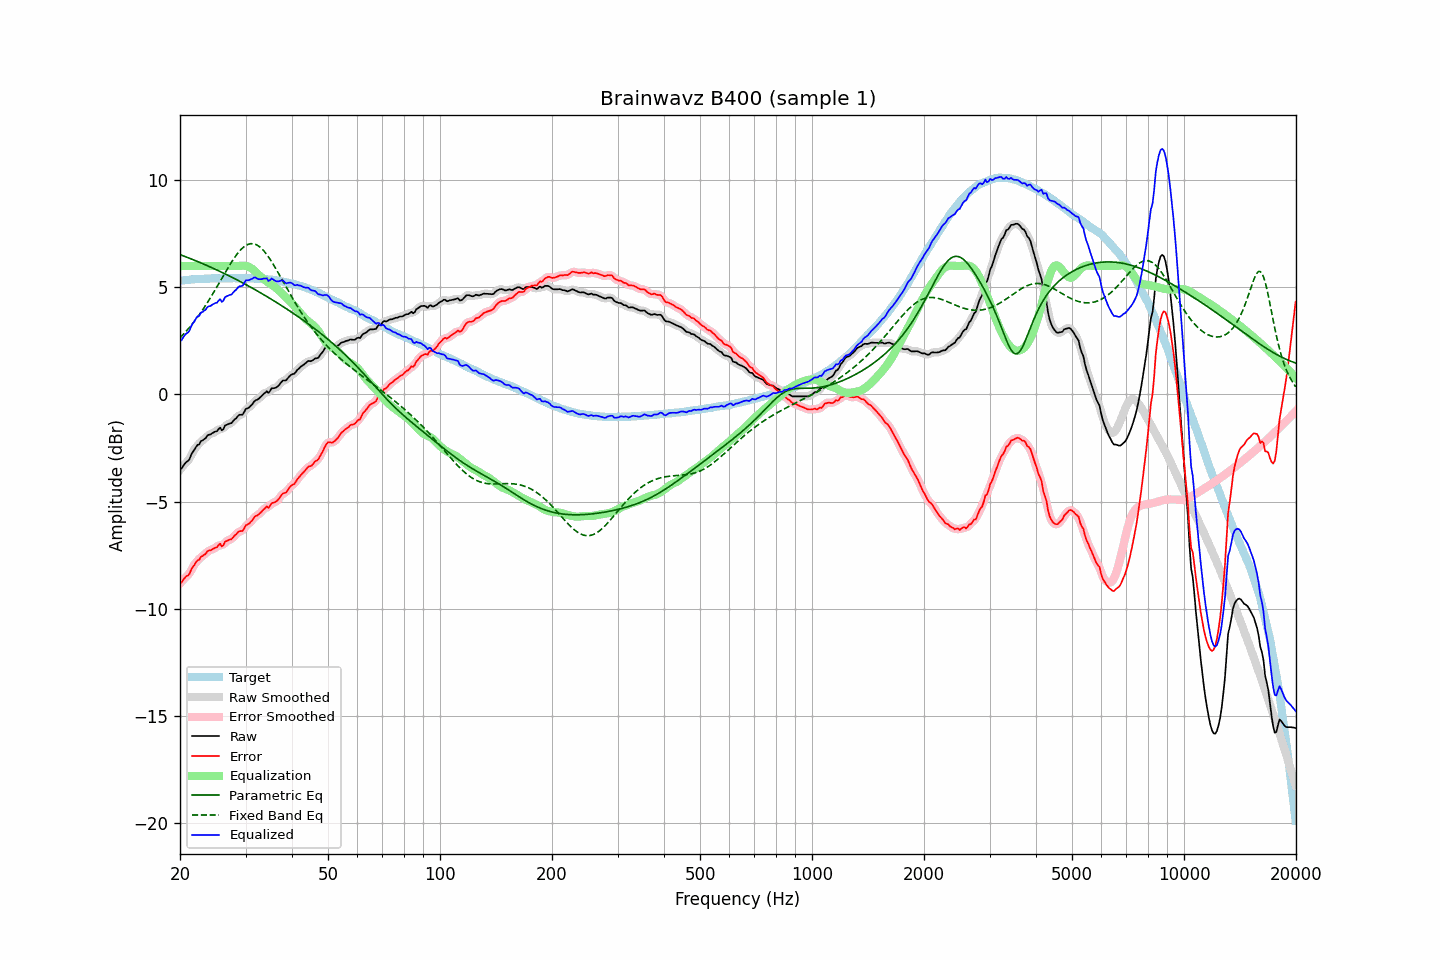 Brainwavz B400 (sample 1)
Amplitude (dBr)
10
5
0
−5
−10
−15
−20
Target
Raw Smoothed
Error Smoothed
Raw
Error
Equalization
Parametric Eq
Fixed Band Eq
Equalized
20 50 100 200 500 1000 2000 5000 10000 20000
Frequency (Hz)